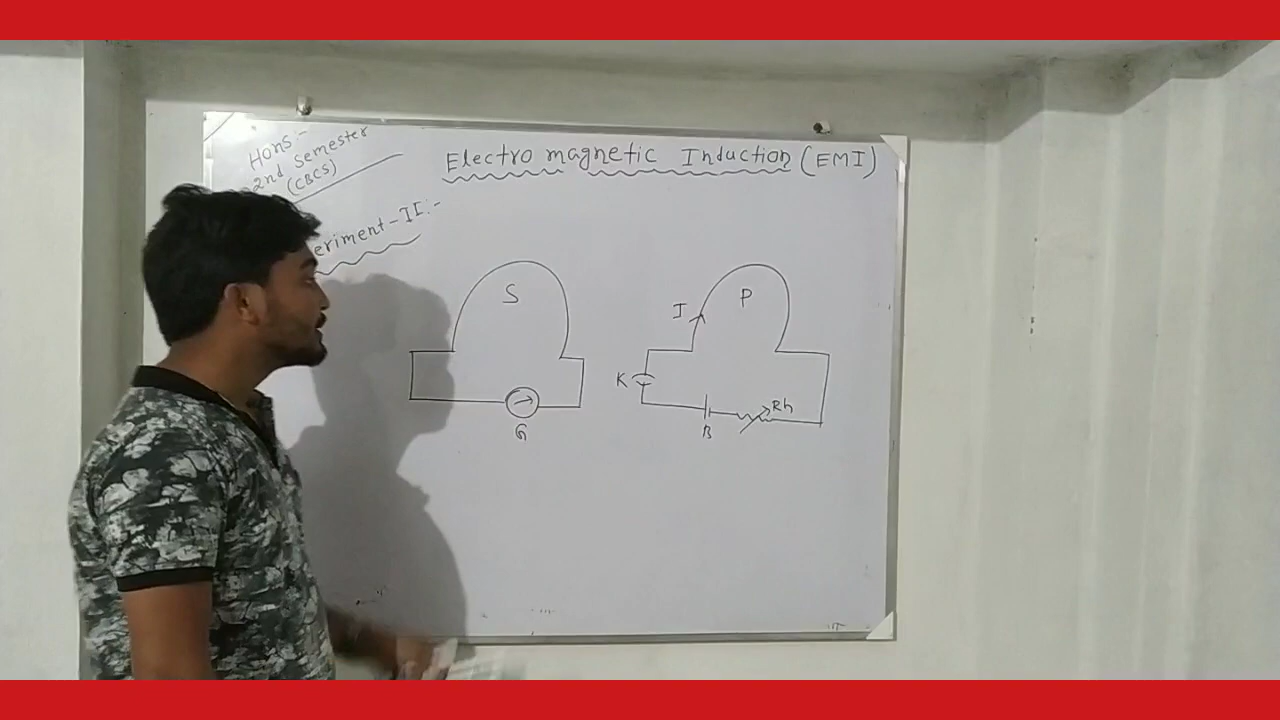 Hons:-
2nd Semester
(CBCS)
Electro magnetic Induction (EMI)
eriment-II:-
S
P
I
K
Rh
B
G